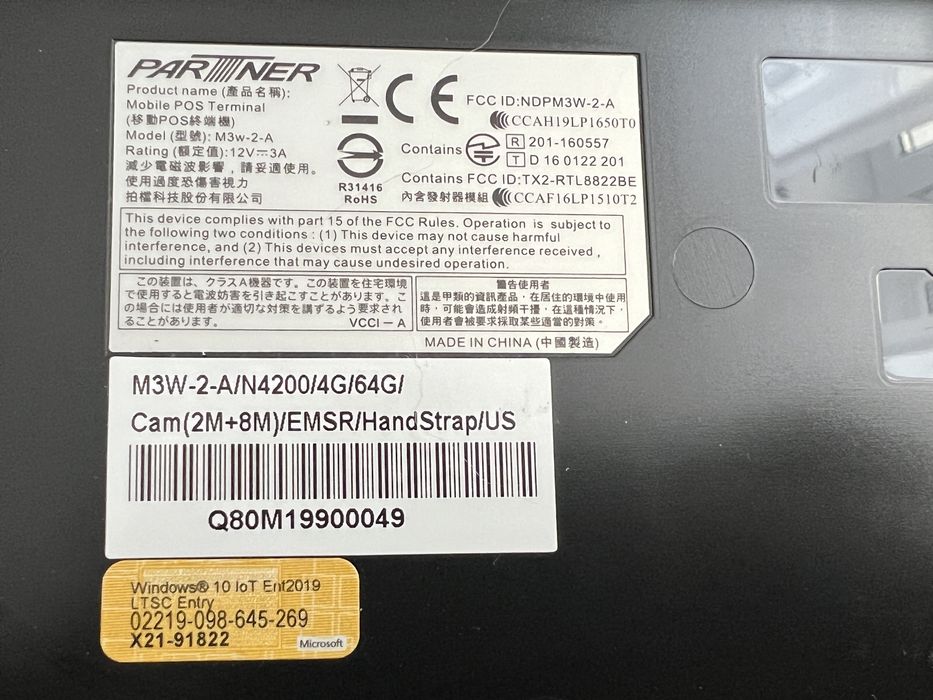 PARTNER
Product name (產品名稱):
Mobile POS Terminal
(移動POS終端機)
Model (型號): M3w-2-A
Rating (額定值):12V⎓3A
減少電磁波影響，請妥適使用。
使用過度恐傷害視力
拍檔科技股份有限公司
R31416
RoHS
CE
FCC ID:NDPM3W-2-A
CCAH19LP1650T0
Contains
R 201-160557
T D 16 0122 201
Contains FCC ID:TX2-RTL8822BE
內含發射器模組 CCAF16LP1510T2
This device complies with part 15 of the FCC Rules. Operation is subject to
the following two conditions : (1) This device may not cause harmful
interference, and (2) This devices must accept any interference received ,
including interference that may cause undesired operation.
この装置は、クラスA機器です。この装置を住宅環境
で使用すると電波妨害を引き起こすことがあります。こ
の場合には使用者が適切な対策を講ずるよう要求され
ることがあります。
VCCI－A
警告使用者
這是甲類的資訊產品，在居住的環境中使用
時，可能會造成射頻干擾，在這種情況下，
使用者會被要求採取某些適當的對策。
MADE IN CHINA (中國製造)
M3W-2-A/N4200/4G/64G/
Cam(2M+8M)/EMSR/HandStrap/US
Q80M19900049
Windows® 10 IoT Ent2019
LTSC Entry
02219-098-645-269
X21-91822
Microsoft